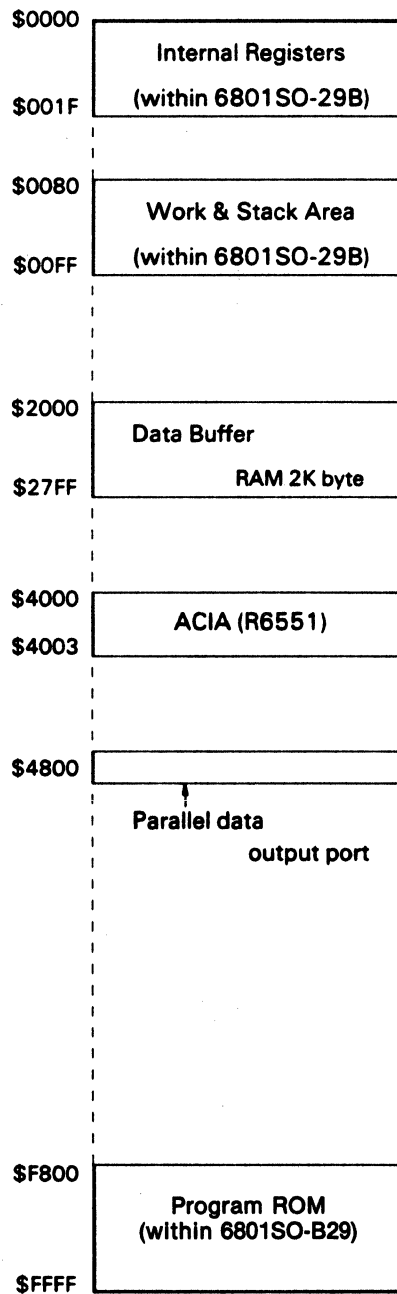 $0000
Internal Registers
(within 6801SO-29B)
$001F
$0080
Work & Stack Area
(within 6801SO-29B)
$00FF
$2000
Data Buffer
RAM 2K byte
$27FF
$4000
ACIA (R6551)
$4003
$4800
Parallel data
output port
$F800
Program ROM
(within 6801SO-B29)
$FFFF